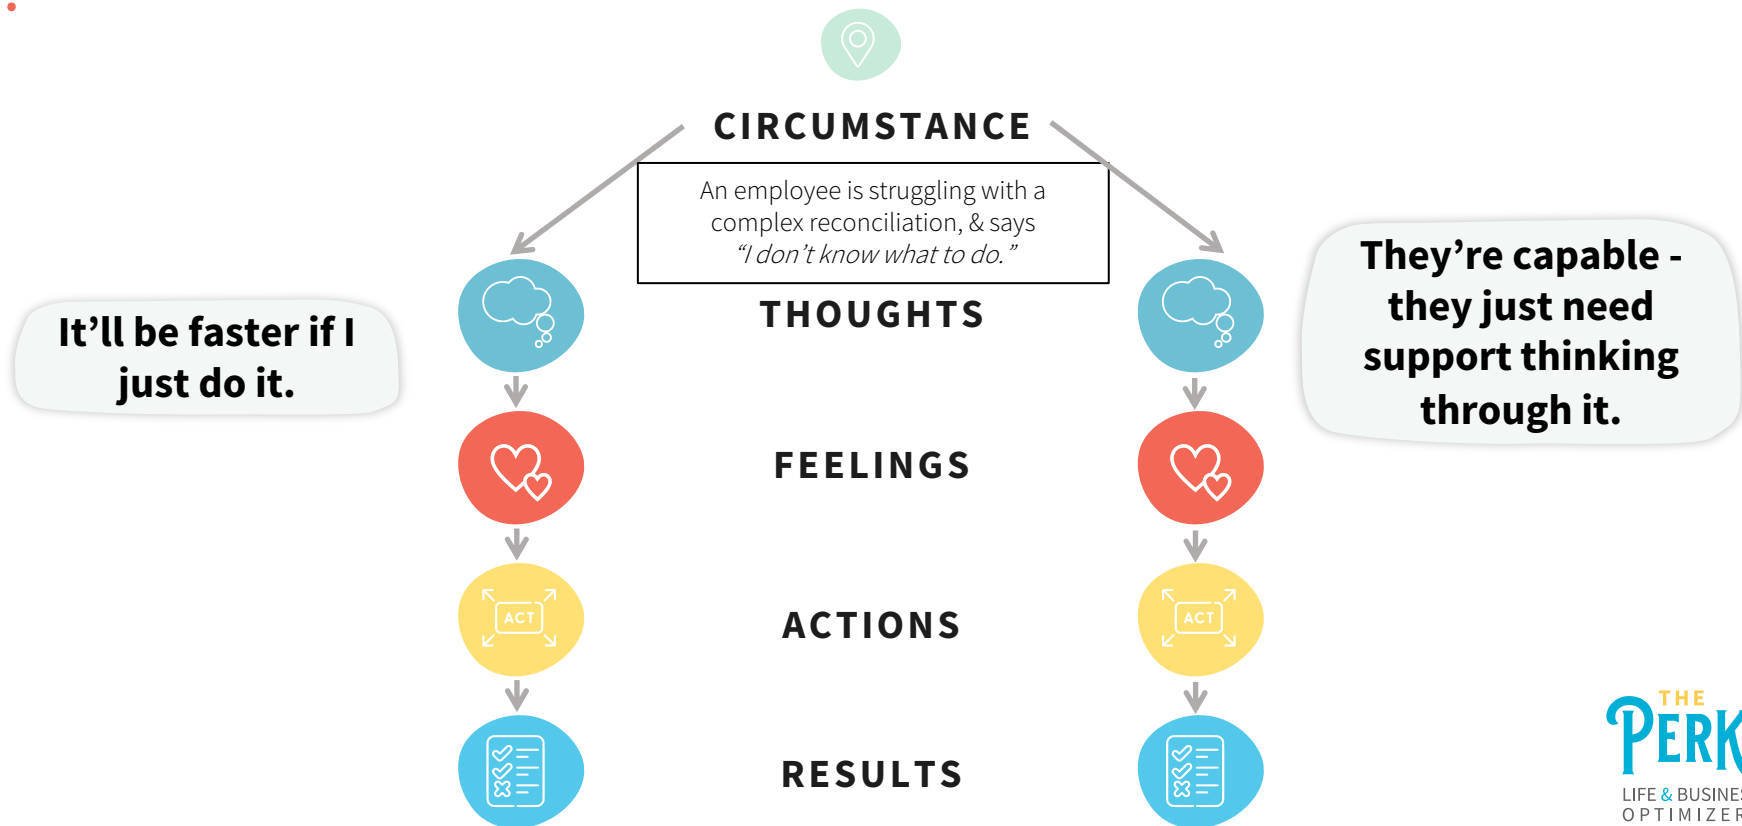 CIRCUMSTANCE
An employee is struggling with a
complex reconciliation, & says
“I don’t know what to do.”
THOUGHTS
It’ll be faster if I
just do it.
They’re capable -
they just need
support thinking
through it.
FEELINGS
ACT
ACTIONS
ACT
RESULTS
THE
PERK
LIFE & BUSINES
OPTIMIZER